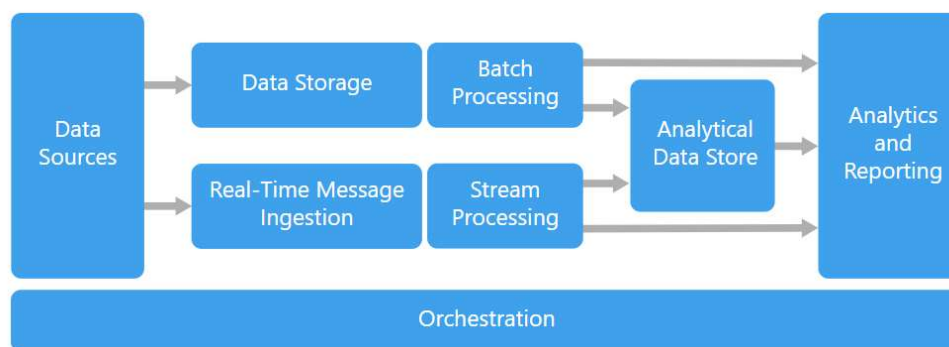 Data
Sources
Data Storage
Batch
Processing
Real-Time Message
Ingestion
Stream
Processing
Analytical
Data Store
Analytics
and
Reporting
Orchestration